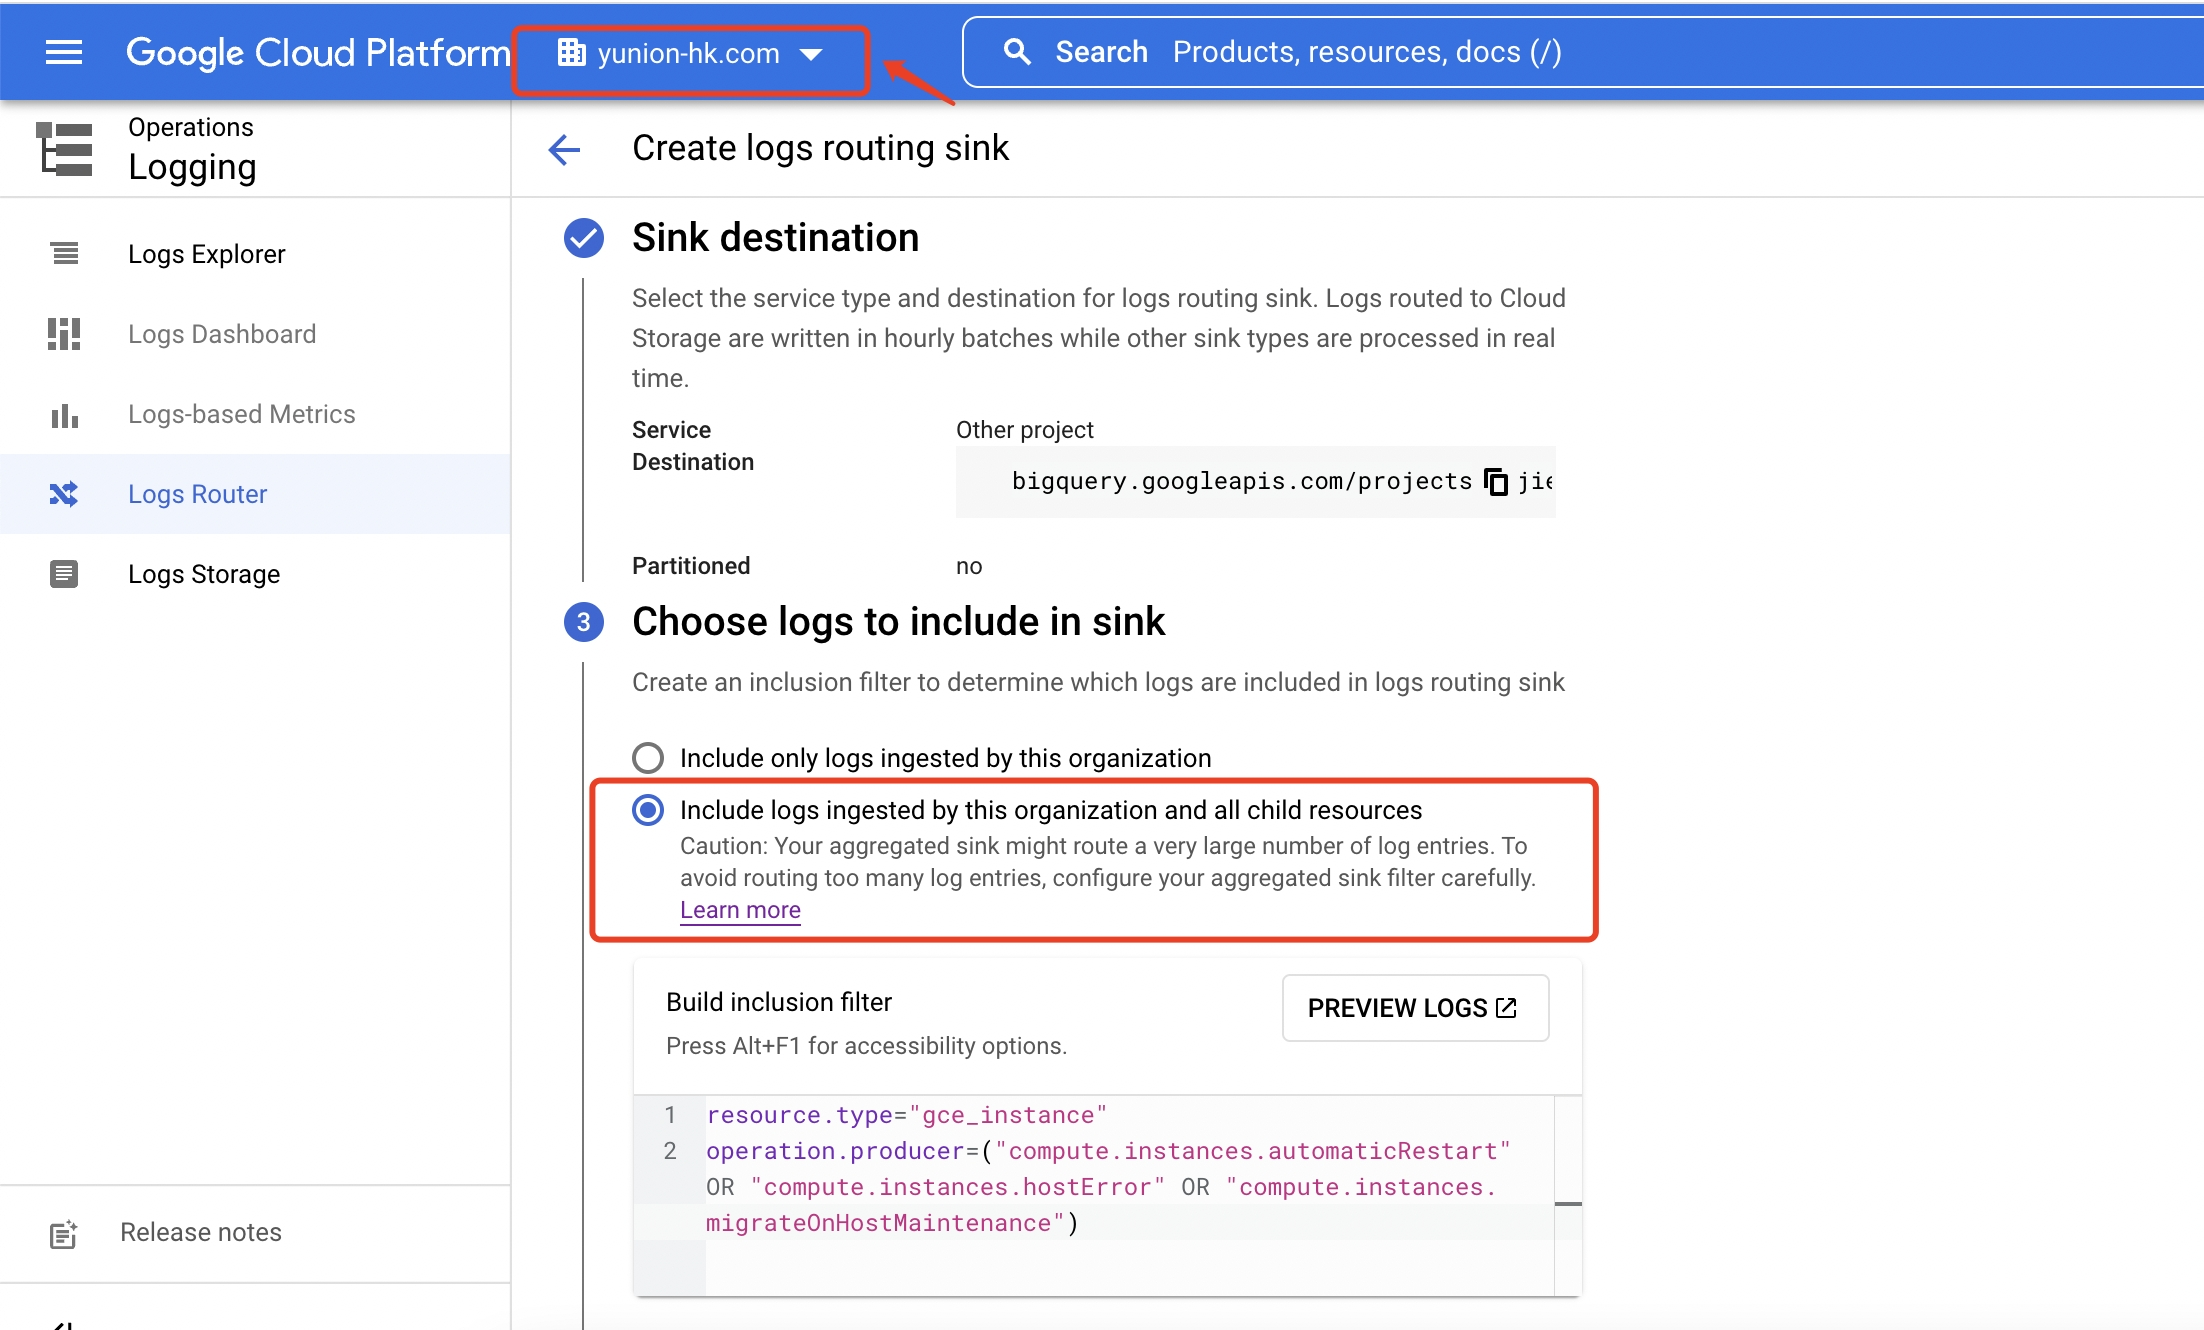 Google Cloud Platform
yunion-hk.com
Search Products, resources, docs (/)
Operations
Logging
Create logs routing sink
Logs Explorer
Logs Dashboard
Logs-based Metrics
Logs Router
Logs Storage
Release notes
Sink destination
Select the service type and destination for logs routing sink. Logs routed to Cloud
Storage are written in hourly batches while other sink types are processed in real
time.
Service Other project
Destination
bigquery.googleapis.com/projects jie
Partitioned no
3 Choose logs to include in sink
Create an inclusion filter to determine which logs are included in logs routing sink
Include only logs ingested by this organization
Include logs ingested by this organization and all child resources
Caution: Your aggregated sink might route a very large number of log entries. To
avoid routing too many log entries, configure your aggregated sink filter carefully.
Learn more
Build inclusion filter
PREVIEW LOGS
Press Alt+F1 for accessibility options.
1 resource.type="gce_instance"
2 operation.producer=("compute.instances.automaticRestart"
OR "compute.instances.hostError" OR "compute.instances.
migrateOnHostMaintenance")